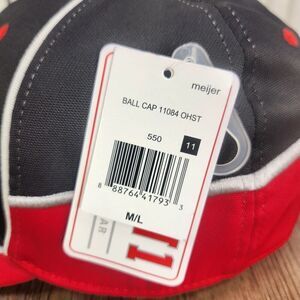 meijer
BALL CAP 11084 OHST
550
11
8 88764 41793 3
M/L